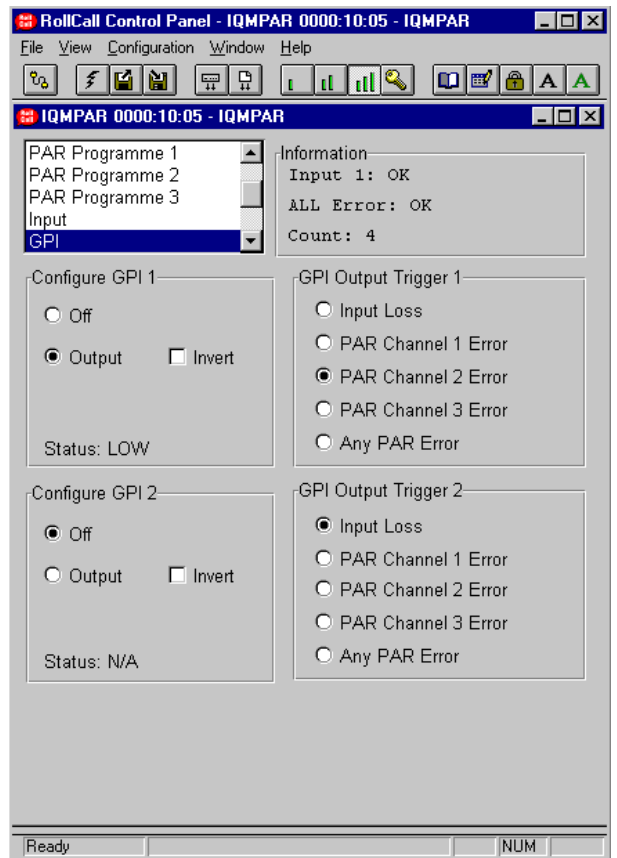 RollCall Control Panel - IQMPAR 0000:10:05 - IQMPAR
File View Configuration Window Help
A A
IQMPAR 0000:10:05 - IQMPAR
PAR Programme 1
PAR Programme 2
PAR Programme 3
Input
GPI
Information
Input 1: OK
ALL Error: OK
Count: 4
Configure GPI 1
Off
Output Invert
Status: LOW
GPI Output Trigger 1
Input Loss
PAR Channel 1 Error
PAR Channel 2 Error
PAR Channel 3 Error
Any PAR Error
Configure GPI 2
Off
Output Invert
Status: N/A
GPI Output Trigger 2
Input Loss
PAR Channel 1 Error
PAR Channel 2 Error
PAR Channel 3 Error
Any PAR Error
Ready NUM